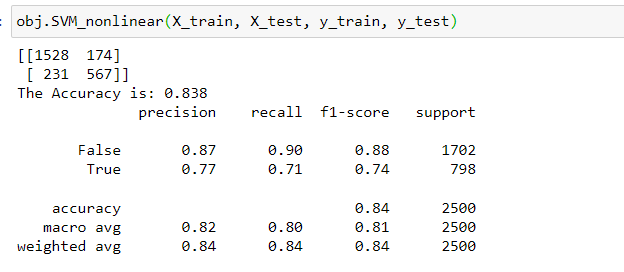 : obj.SVM_nonlinear(X_train, X_test, y_train, y_test)
[[1528 174]
[ 231 567]]
The Accuracy is: 0.838
precision recall f1-score support
False 0.87 0.90 0.88 1702
True 0.77 0.71 0.74 798
accuracy 0.84 2500
macro avg 0.82 0.80 0.81 2500
weighted avg 0.84 0.84 0.84 2500